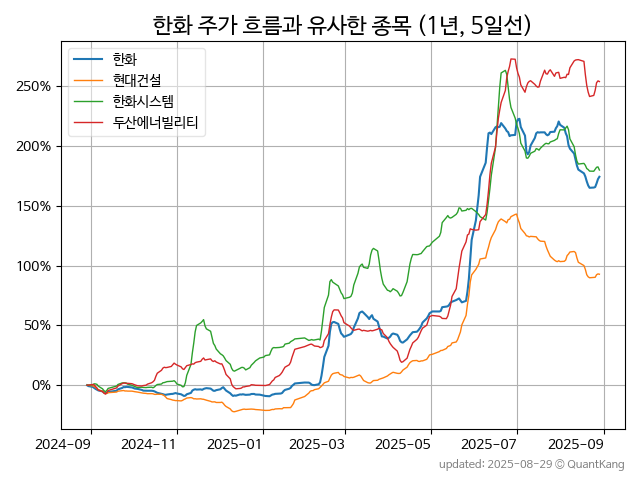 한화 주가 흐름과 유사한 종목 (1년, 5일선)
한화
현대건설
한화시스템
두산에너빌리티
250%
200%
150%
100%
50%
0%
2024-09 2024-11 2025-01 2025-03 2025-05 2025-07 2025-09
updated: 2025-08-29 © QuantKang